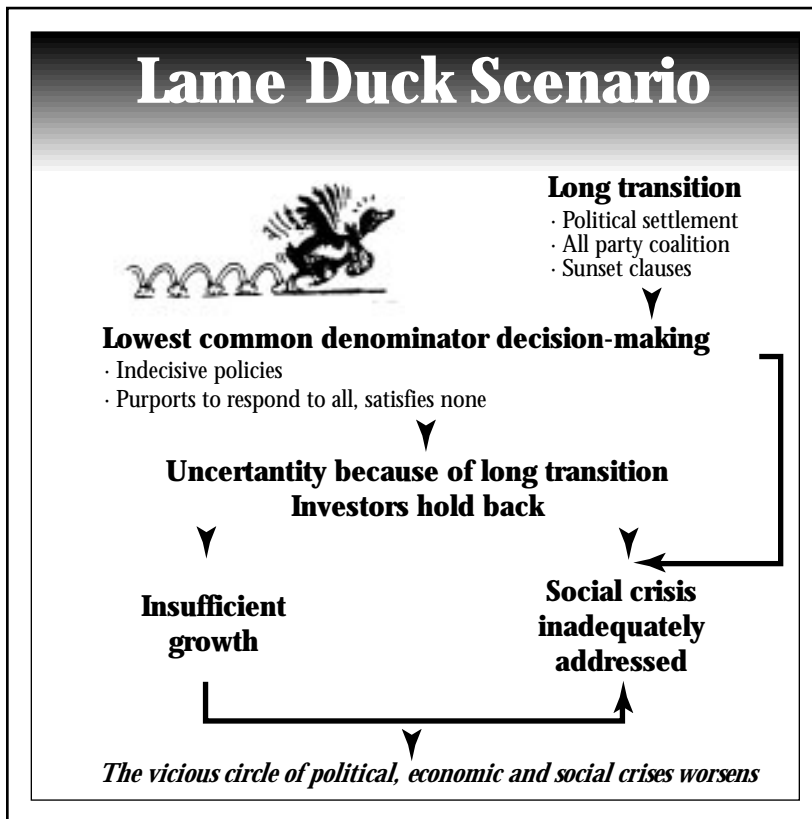 Lame Duck Scenario
Long transition
· Political settlement
· All party coalition
· Sunset clauses
Lowest common denominator decision-making
· Indecisive policies
· Purports to respond to all, satisfies none
Uncertantity because of long transition
Investors hold back
Insufficient
growth
Social crisis
inadequately
addressed
The vicious circle of political, economic and social crises worsens